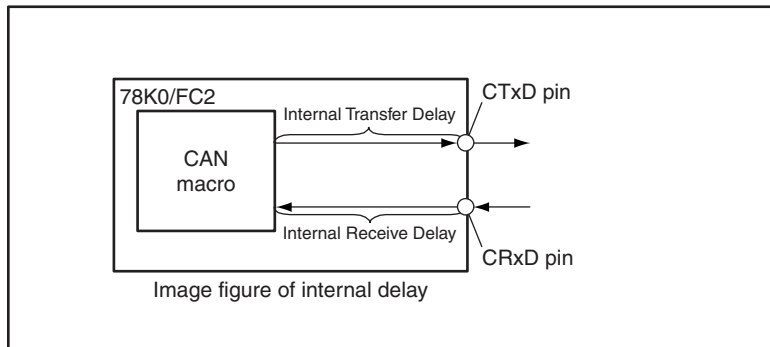 78K0/FC2
CAN
macro
Internal Transfer Delay
CTxD pin
Internal Receive Delay
CRxD pin
Image figure of internal delay